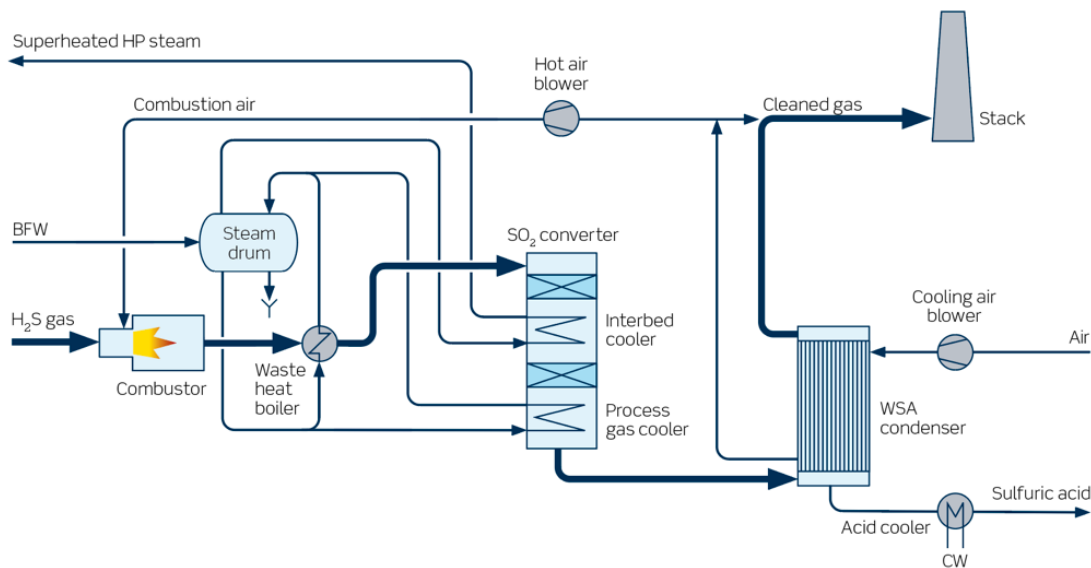 Superheated HP steam
Hot air
blower
Combustion air
Cleaned gas
Stack
BFW
Steam
drum
SO₂ converter
H₂S gas
Cooling air
blower
Air
Interbed
cooler
Waste
heat
boiler
Combustor
Process
gas cooler
WSA
condenser
Sulfuric acid
Acid cooler
CW